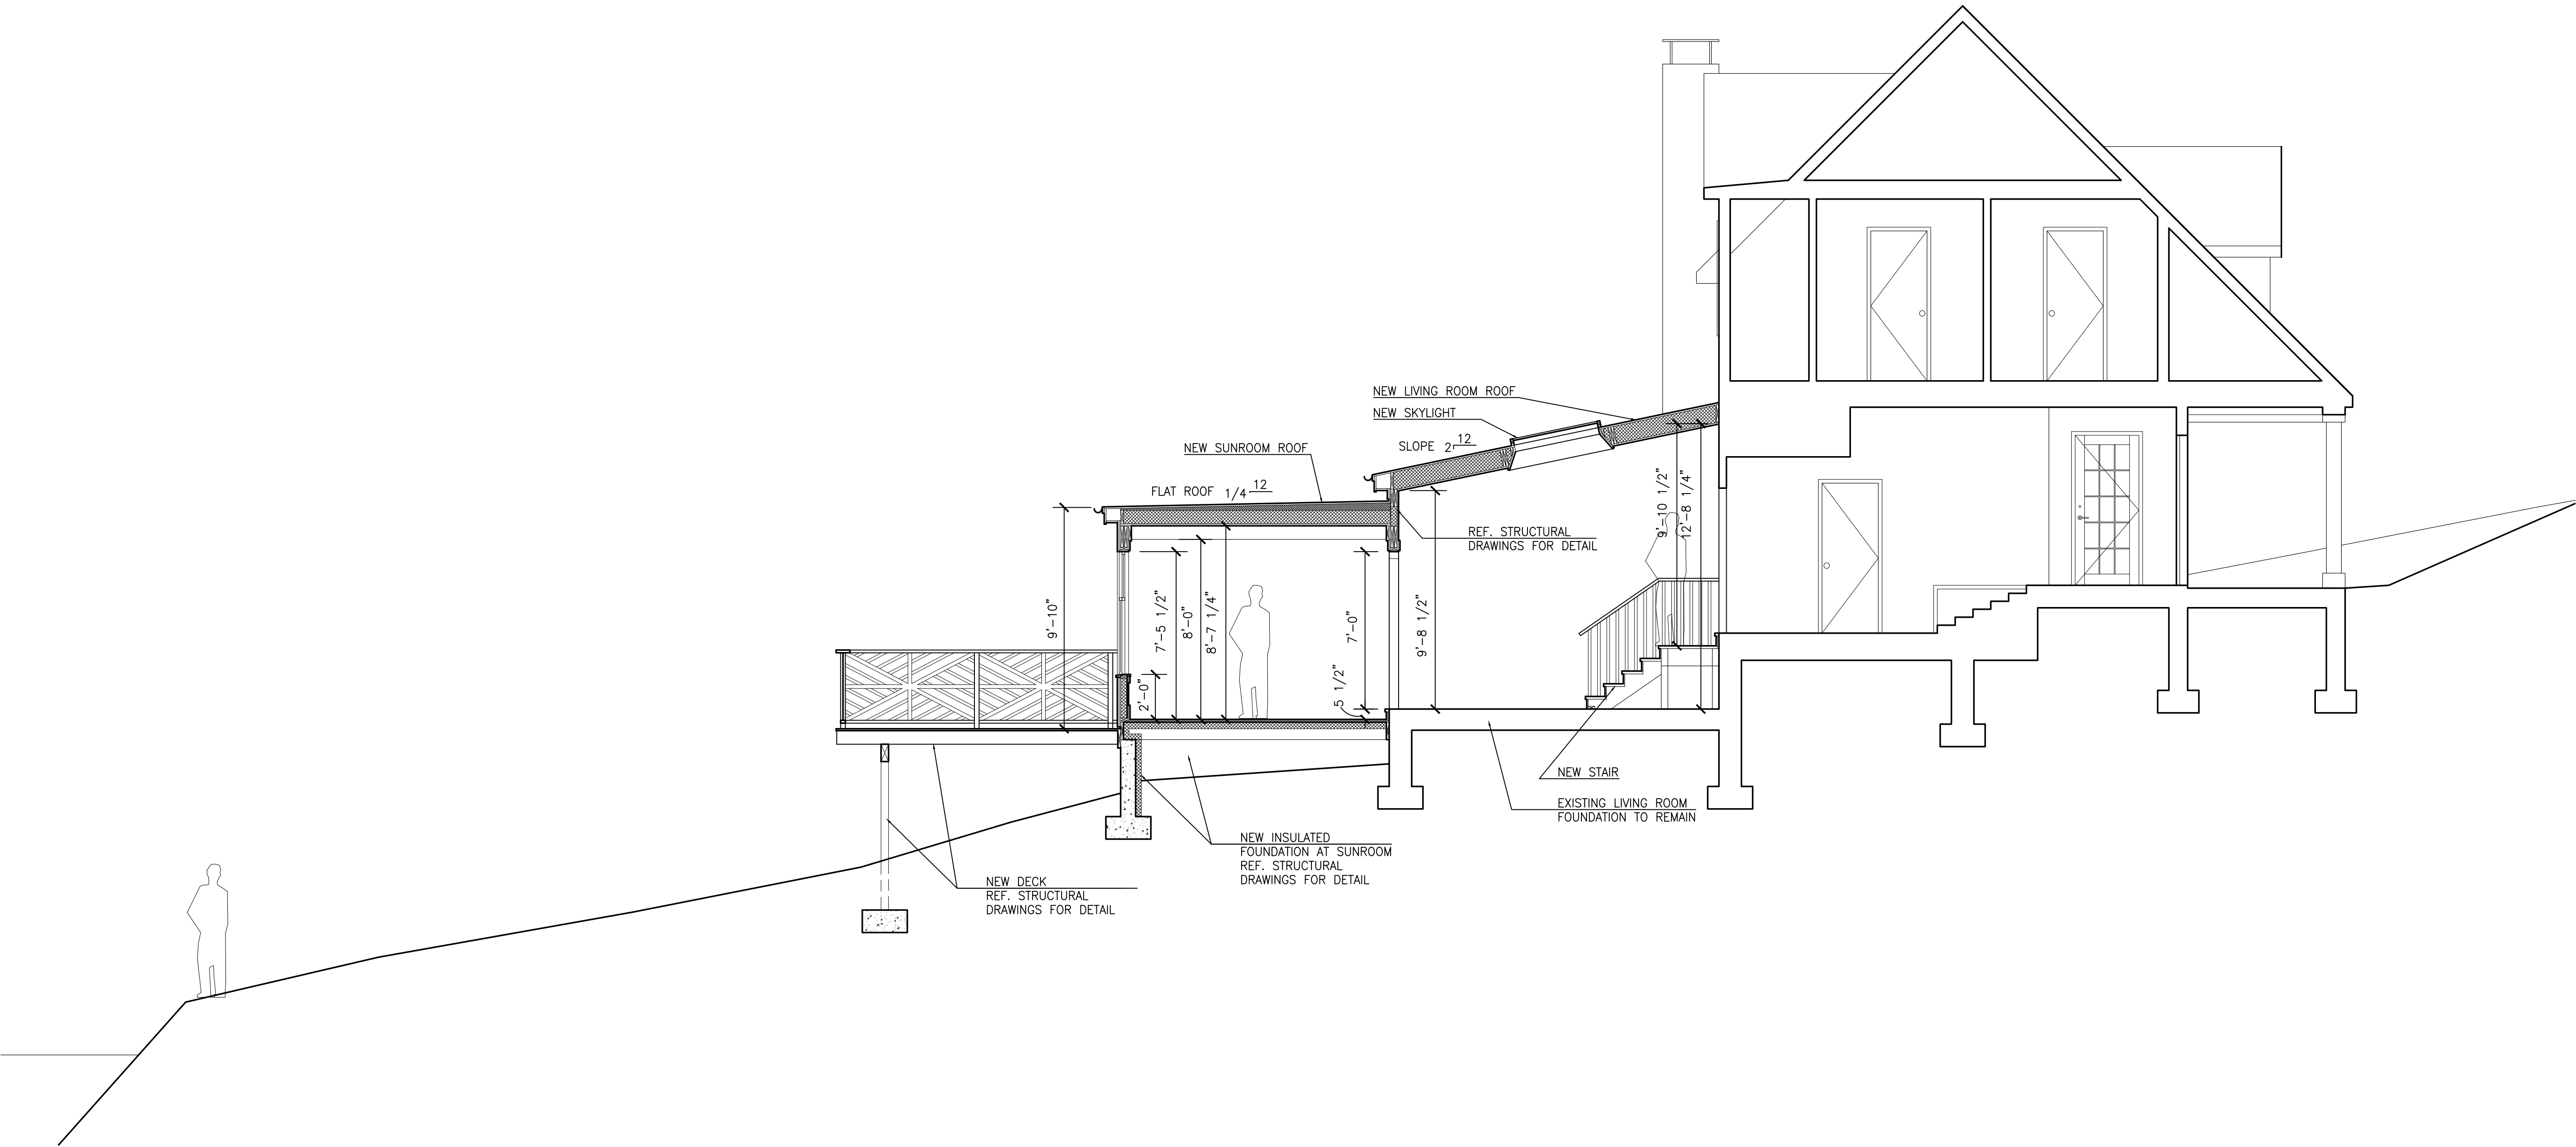 NEW LIVING ROOM ROOF
NEW SKYLIGHT
SLOPE 2 12
NEW SUNROOM ROOF
FLAT ROOF 1/4 12
REF. STRUCTURAL
DRAWINGS FOR DETAIL
9'-10 1/2"
12'-8 1/4"
9'-10"
7'-5 1/2"
8'-0"
8'-7 1/4"
7'-0"
9'-8 1/2"
2'-0"
5 1/2"
NEW STAIR
EXISTING LIVING ROOM
FOUNDATION TO REMAIN
NEW INSULATED
FOUNDATION AT SUNROOM
REF. STRUCTURAL
DRAWINGS FOR DETAIL
NEW DECK
REF. STRUCTURAL
DRAWINGS FOR DETAIL